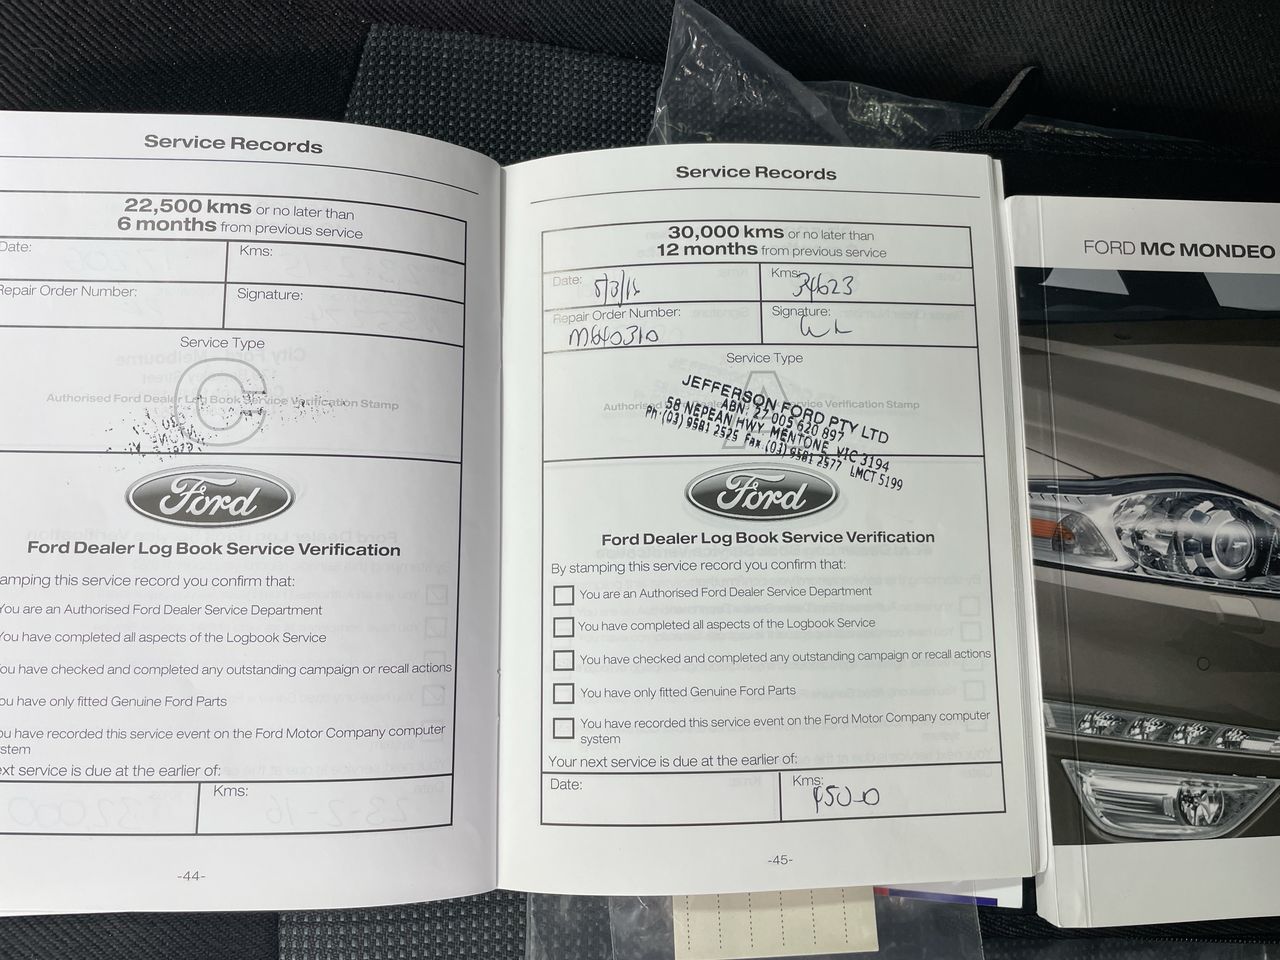 Service Records
22,500 kms or no later than
6 months from previous service
Date:
Kms:
Repair Order Number:
Signature:
Service Type
C
Authorised Ford Dealer Log Book Service Verification Stamp
Ford
Ford Dealer Log Book Service Verification
amping this service record you confirm that:
You are an Authorised Ford Dealer Service Department
You have completed all aspects of the Logbook Service
ou have checked and completed any outstanding campaign or recall actions
ou have only fitted Genuine Ford Parts
ou have recorded this service event on the Ford Motor Company computer
stem
ext service is due at the earlier of:
Kms:
-44-
Service Records
30,000 kms or no later than
12 months from previous service
Date:
Kms: 34623
Repair Order Number:
M640310
Signature:
Service Type
A
Authorised Service Verification Stamp
JEFFERSON FORD PTY LTD
ABN: 27 005 620 897
58 NEPEAN HWY, MENTONE, VIC 3194
Ph: (03) 9581 2525 Fax (03) 9581 2577 LMCT 5199
Ford
Ford Dealer Log Book Service Verification
By stamping this service record you confirm that:
You are an Authorised Ford Dealer Service Department
You have completed all aspects of the Logbook Service
You have checked and completed any outstanding campaign or recall actions
You have only fitted Genuine Ford Parts
You have recorded this service event on the Ford Motor Company computer
system
Your next service is due at the earlier of:
Date:
Kms:
-45-
FORD MC MONDEO